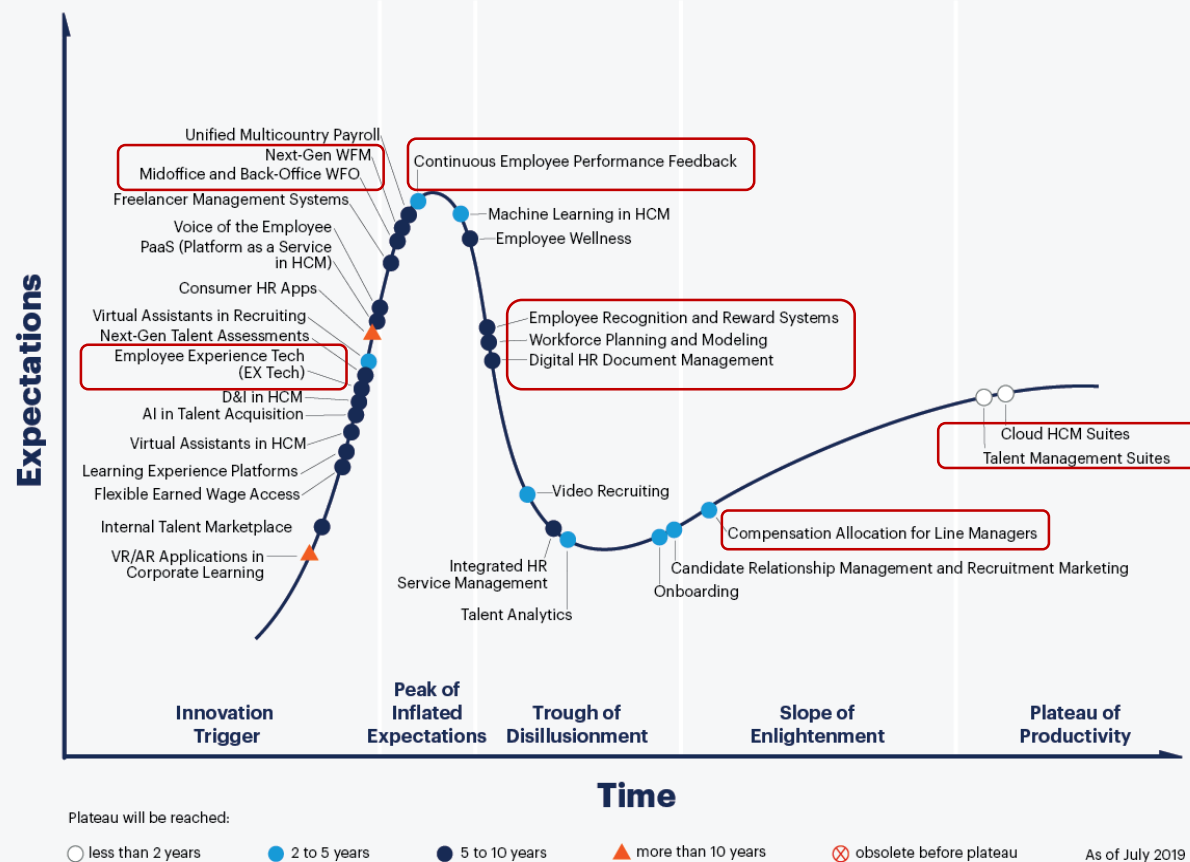 Expectations
Unified Multicountry Payroll
Next-Gen WFM
Midoffice and Back-Office WFO
Freelancer Management Systems
Voice of the Employee
PaaS (Platform as a Service
in HCM)
Consumer HR Apps
Virtual Assistants in Recruiting
Next-Gen Talent Assessments
Employee Experience Tech
(EX Tech)
D&I in HCM
AI in Talent Acquisition
Virtual Assistants in HCM
Learning Experience Platforms
Flexible Earned Wage Access
Internal Talent Marketplace
VR/AR Applications in
Corporate Learning
Continuous Employee Performance Feedback
Machine Learning in HCM
Employee Wellness
Employee Recognition and Reward Systems
Workforce Planning and Modeling
Digital HR Document Management
Video Recruiting
Integrated HR
Service Management
Talent Analytics
Onboarding
Candidate Relationship Management and Recruitment Marketing
Compensation Allocation for Line Managers
Cloud HCM Suites
Talent Management Suites
Innovation
Trigger
Peak of
Inflated
Expectations
Trough of
Disillusionment
Slope of
Enlightenment
Plateau of
Productivity
Time
Plateau will be reached:
less than 2 years
2 to 5 years
5 to 10 years
more than 10 years
obsolete before plateau
As of July 2019